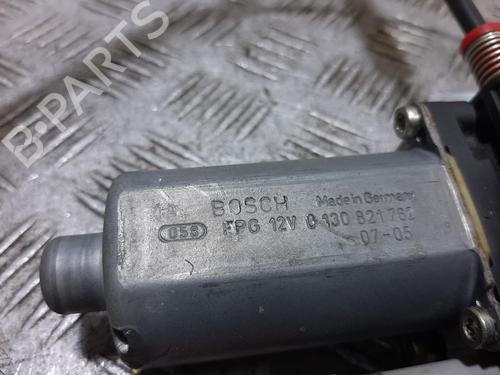 B-PARTS
BOSCH Made in Germany
058 FPG 12V 0 130 821 762
07-05